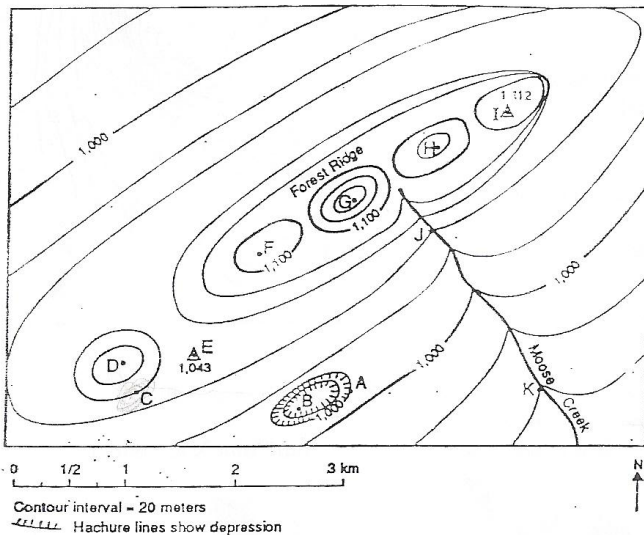 1,112
I
1,000
H
Forest Ridge
G
1,100
F
1,100
J
1,000
E
1,043
D
1,000
Moose Creek
C
A
B
1,000
K
0 1/2 1 2 3 km
N
Contour interval = 20 meters
Hachure lines show depression